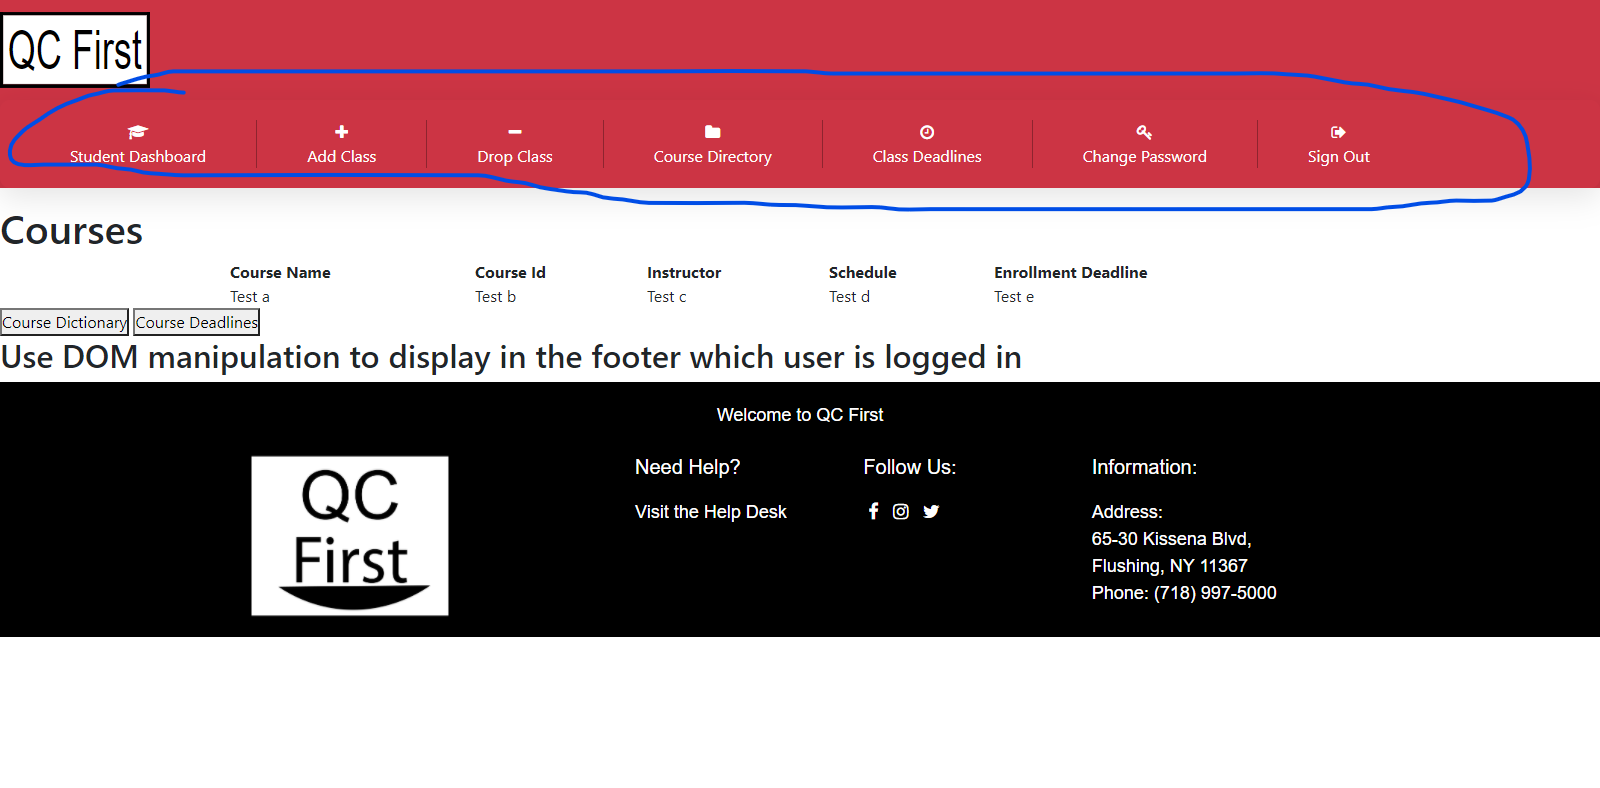 QC First
Student Dashboard Add Class Drop Class Course Directory Class Deadlines Change Password Sign Out
Courses
Course Name Course Id Instructor Schedule Enrollment Deadline
Test a Test b Test c Test d Test e
Course Dictionary Course Deadlines
Use DOM manipulation to display in the footer which user is logged in
Welcome to QC First
QC
First
Need Help?
Visit the Help Desk
Follow Us:
Information:
Address:
65-30 Kissena Blvd,
Flushing, NY 11367
Phone: (718) 997-5000